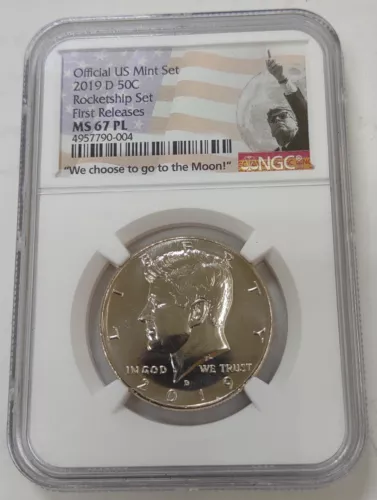 Official US Mint Set
2019 D 50C
Rocketship Set
First Releases
MS 67 PL
4957790-004
"We choose to go to the Moon!"
NGC
LIBERTY
IN GOD WE TRUST
D
2019